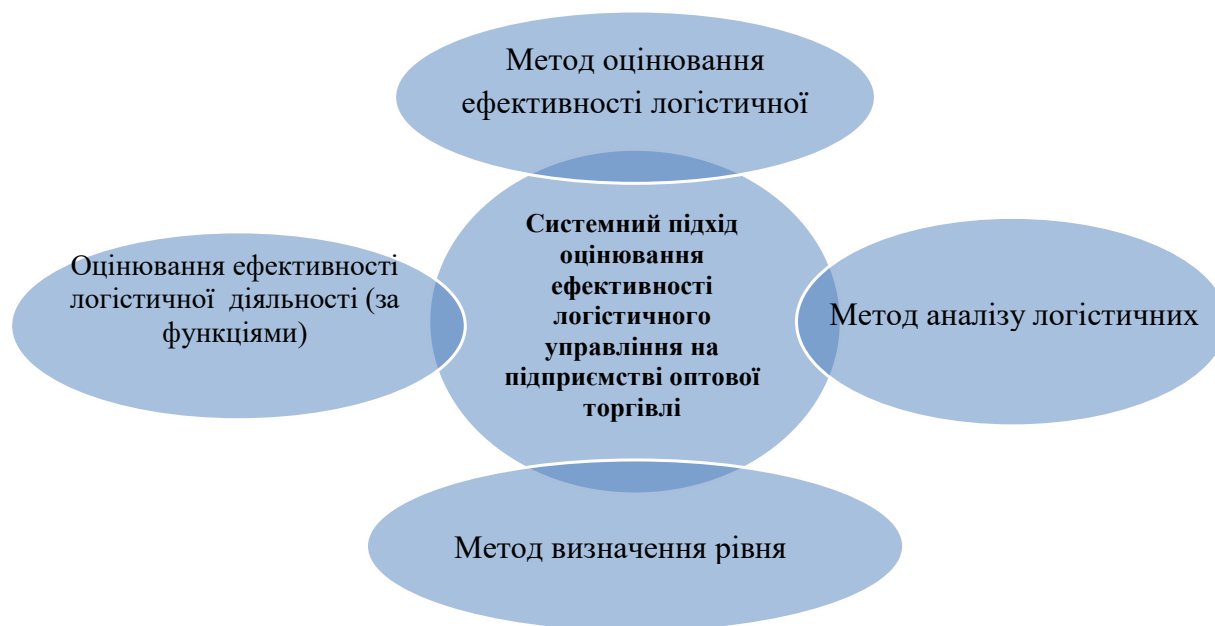 Метод оцінювання
ефективності логістичної
Системний підхід
оцінювання
ефективності
логістичного
управління на
підприємстві оптової
торгівлі
Оцінювання ефективності
логістичної діяльності (за
функціями)
Метод аналізу логістичних
Метод визначення рівня